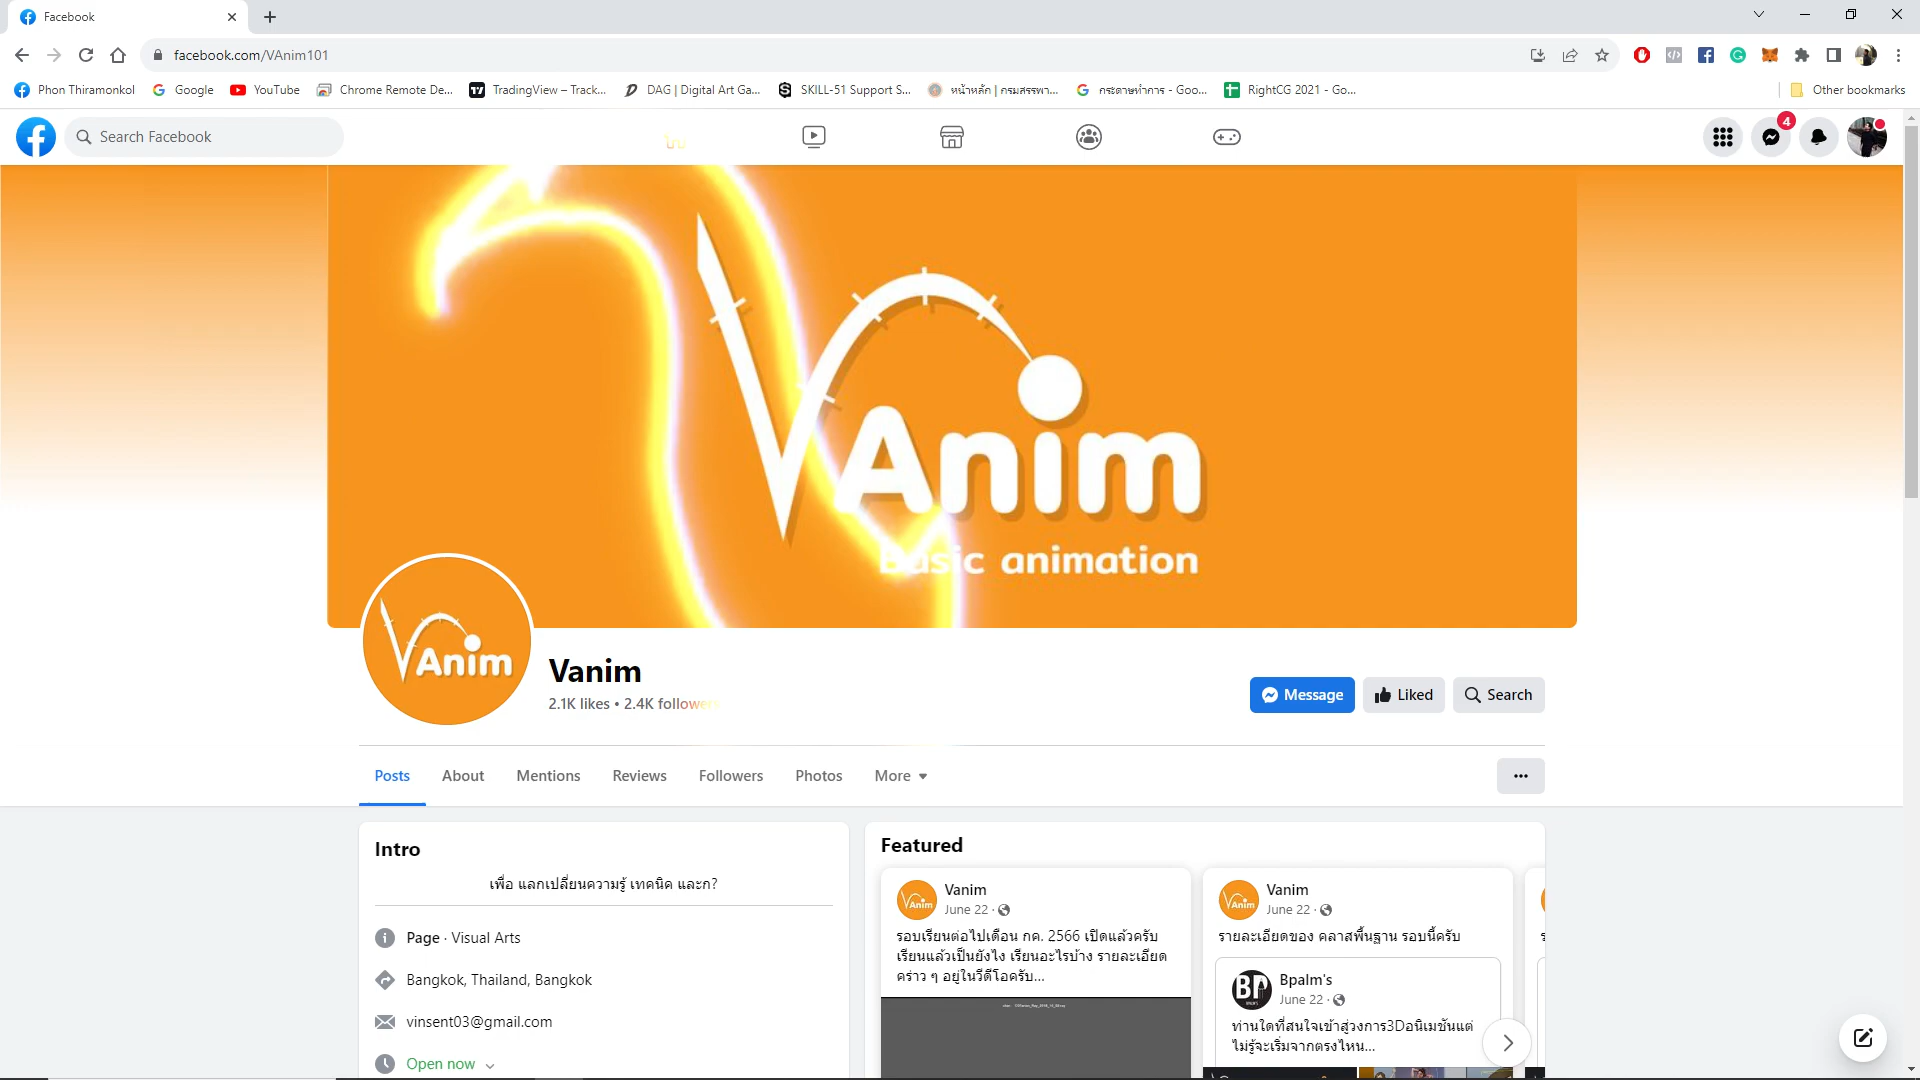 Facebook
facebook.com/VAnim101
Phon Thiramonkol
Google
YouTube
Chrome Remote De...
TradingView – Track...
DAG | Digital Art Ga...
SKILL-51 Support S...
หน้าหลัก | กรมสรรพา...
กระดาษทำการ - Goo...
RightCG 2021 - Go...
Other bookmarks
Search Facebook
4
VAnim
Basic animation
VAnim
Vanim
2.1K likes • 2.4K followers
Message
Liked
Search
Posts
About
Mentions
Reviews
Followers
Photos
More
Intro
เพื่อ แลกเปลี่ยนความรู้ เทคนิค และก?
Page · Visual Arts
Bangkok, Thailand, Bangkok
vinsent03@gmail.com
Open now
Featured
VAnim
Vanim
June 22 ·
รอบเรียนต่อไปเดือน กค. 2566 เปิดแล้วครับ
เรียนแล้วเป็นยังไง เรียนอะไรบ้าง รายละเอียด
คร่าว ๆ อยู่ในวีดีโอครับ...
VAnim
Vanim
June 22 ·
รายละเอียดของ คลาสพื้นฐาน รอบนี้ครับ
BP
BPALM'S
Bpalm's
June 22 ·
ท่านใดที่สนใจเข้าสู่วงการ3Dอนิเมชันแต่
ไม่รู้จะเริ่มจากตรงไหน...